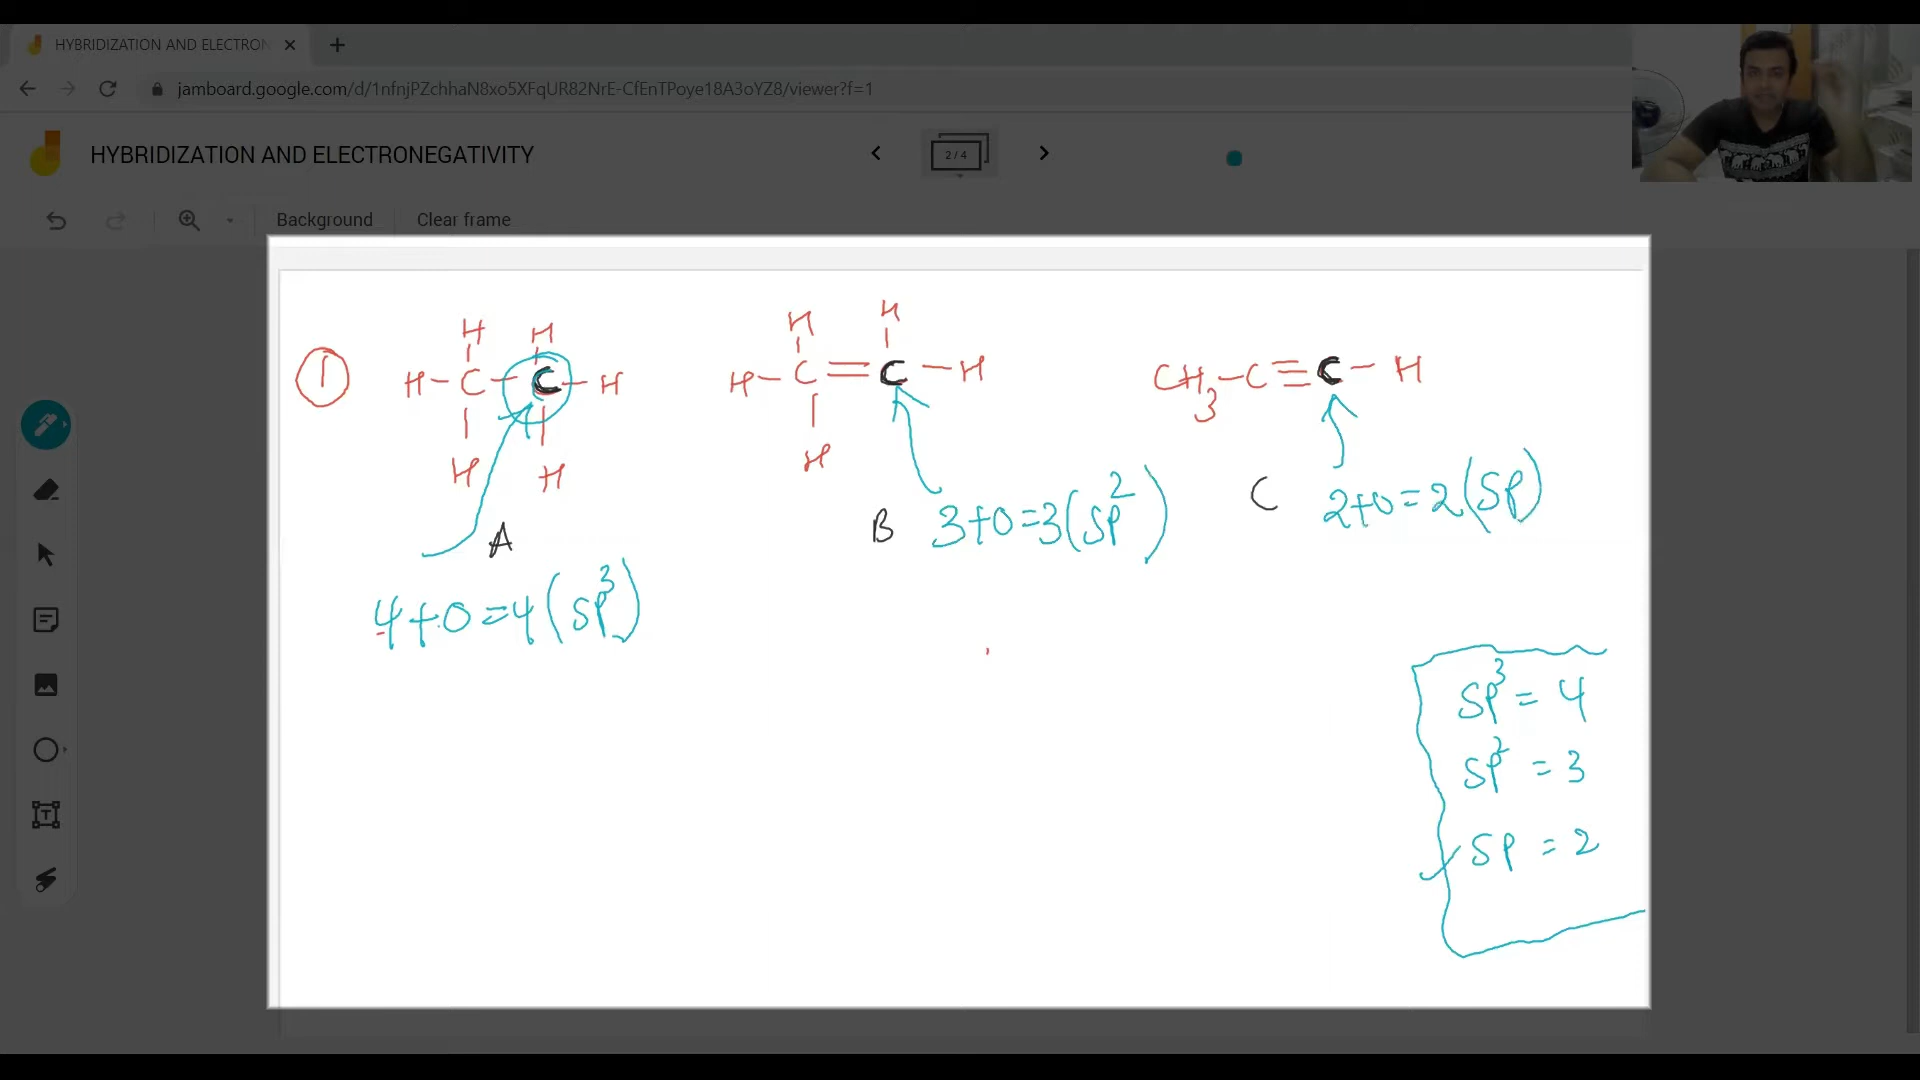 HYBRIDIZATION AND ELECTRON
jamboard.google.com/d/1nfnjPZchhaN8xo5XFqUR82NrE-CfEnTPoye18A3oYZ8/viewer?f=1
HYBRIDIZATION AND ELECTRONEGATIVITY
2 / 4
Background Clear frame
H H
1 H-C-C-H
H H
A
4+0=4(SP³)
H H
H-C=C-H
H
B 3+0=3(SP²)
CH₃-C≡C-H
C 2+0=2(SP)
SP³ = 4
SP² = 3
SP = 2